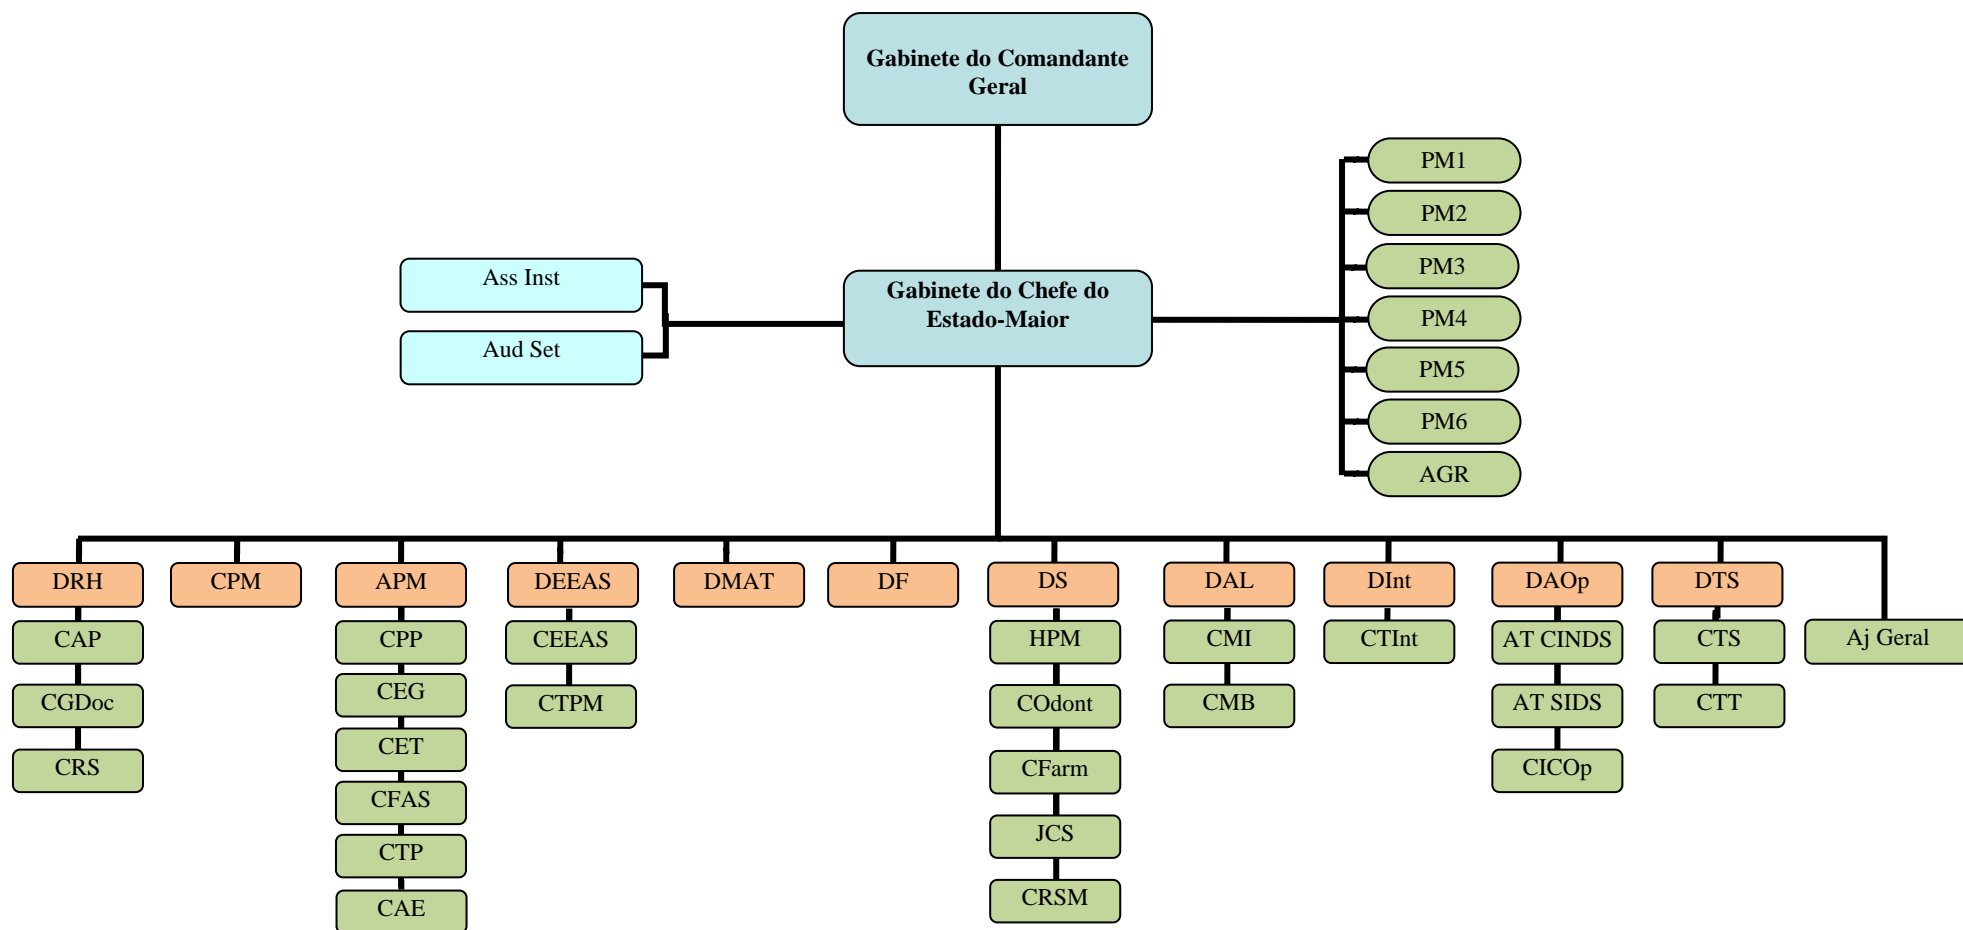 Gabinete do Comandante
Geral
PM1
PM2
PM3
PM4
PM5
PM6
AGR
Ass Inst
Aud Set
Gabinete do Chefe do
Estado-Maior
DRH
CPM
APM
DEEAS
DMAT
DF
DS
DAL
DInt
DAOp
DTS
CAP
CPP
CEEAS
HPM
CMI
CTInt
AT CINDS
CTS
Aj Geral
CGDoc
CEG
CTPM
COdont
CMB
AT SIDS
CTT
CRS
CET
CFarm
CICOp
CFAS
JCS
CTP
CRSM
CAE